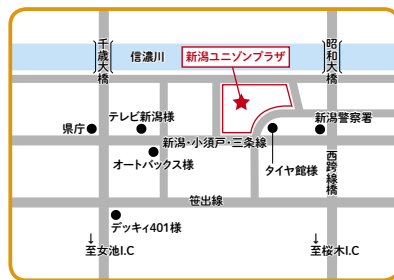 千歳大橋
信濃川
新潟ユニゾンプラザ
昭和大橋
県庁
テレビ新潟様
新潟警察署
新潟・小須戸・三条線
オートバックス様
タイヤ館様
西跨線橋
笹出線
デッキィ401様
↓
至女池I.C
↓
至桜木I.C